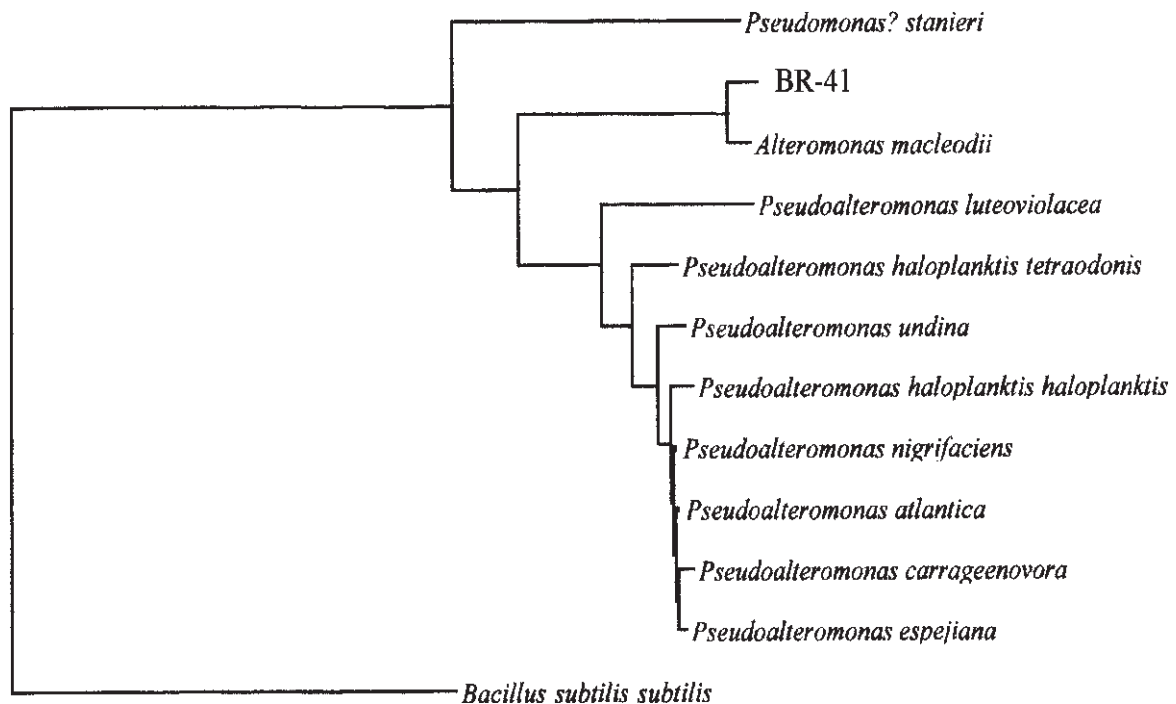 Pseudomonas? stanieri
BR-41
Alteromonas macleodii
Pseudoalteromonas luteoviolacea
Pseudoalteromonas haloplanktis tetraodonis
Pseudoalteromonas undina
Pseudoalteromonas haloplanktis haloplanktis
Pseudoalteromonas nigrifaciens
Pseudoalteromonas atlantica
Pseudoalteromonas carrageenovora
Pseudoalteromonas espejiana
Bacillus subtilis subtilis